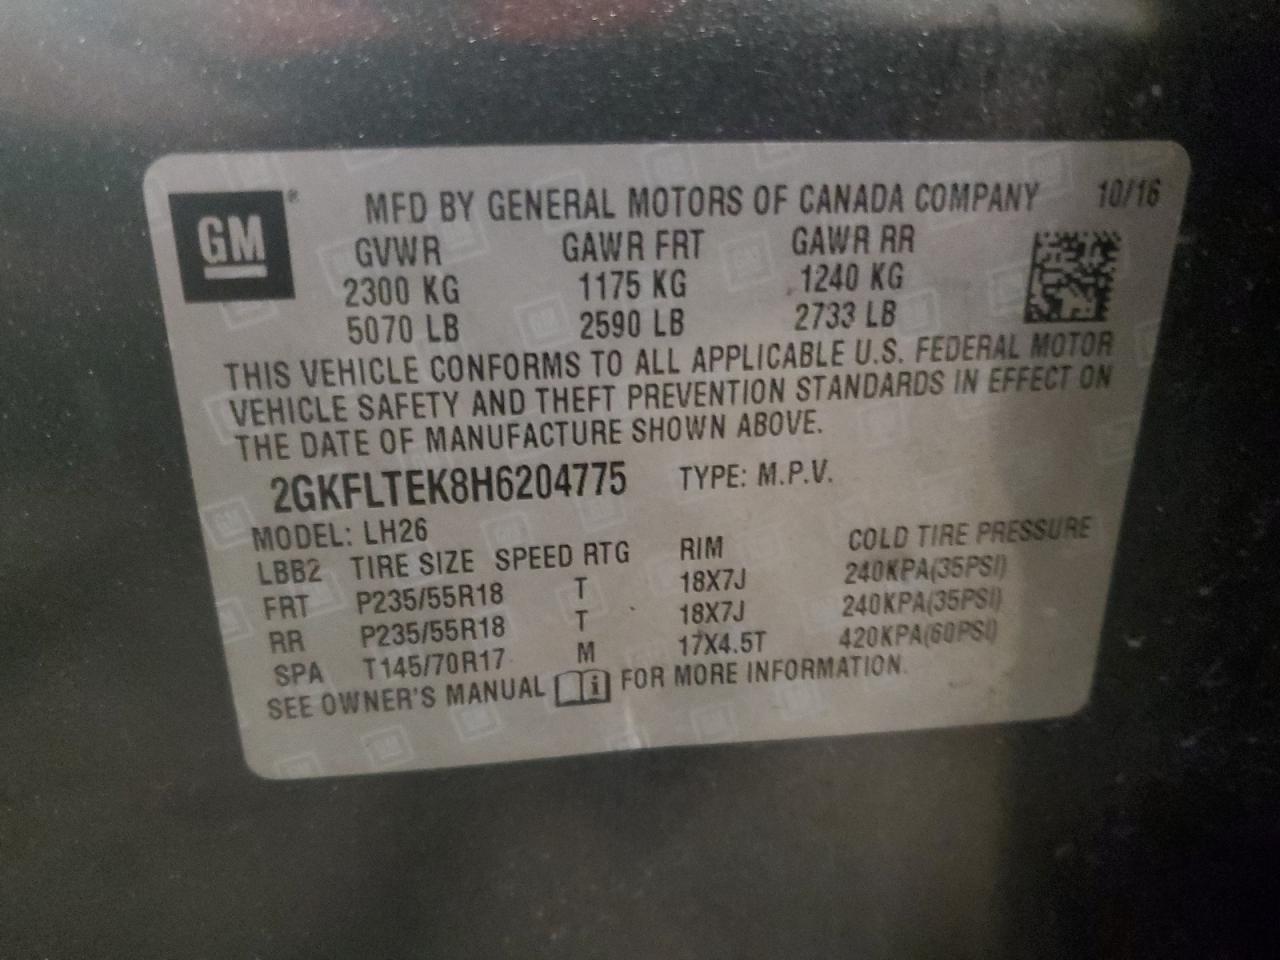 GM ® MFD BY GENERAL MOTORS OF CANADA COMPANY 10/16
GVWR GAWR FRT GAWR RR
2300 KG 1175 KG 1240 KG
5070 LB 2590 LB 2733 LB
THIS VEHICLE CONFORMS TO ALL APPLICABLE U.S. FEDERAL MOTOR
VEHICLE SAFETY AND THEFT PREVENTION STANDARDS IN EFFECT ON
THE DATE OF MANUFACTURE SHOWN ABOVE.
2GKFLTEK8H6204775 TYPE: M.P.V.
MODEL: LH26
LBB2 TIRE SIZE SPEED RTG RIM COLD TIRE PRESSURE
FRT P235/55R18 T 18X7J 240KPA(35PSI)
RR P235/55R18 T 18X7J 240KPA(35PSI)
SPA T145/70R17 M 17X4.5T 420KPA(60PSI)
SEE OWNER'S MANUAL i FOR MORE INFORMATION.